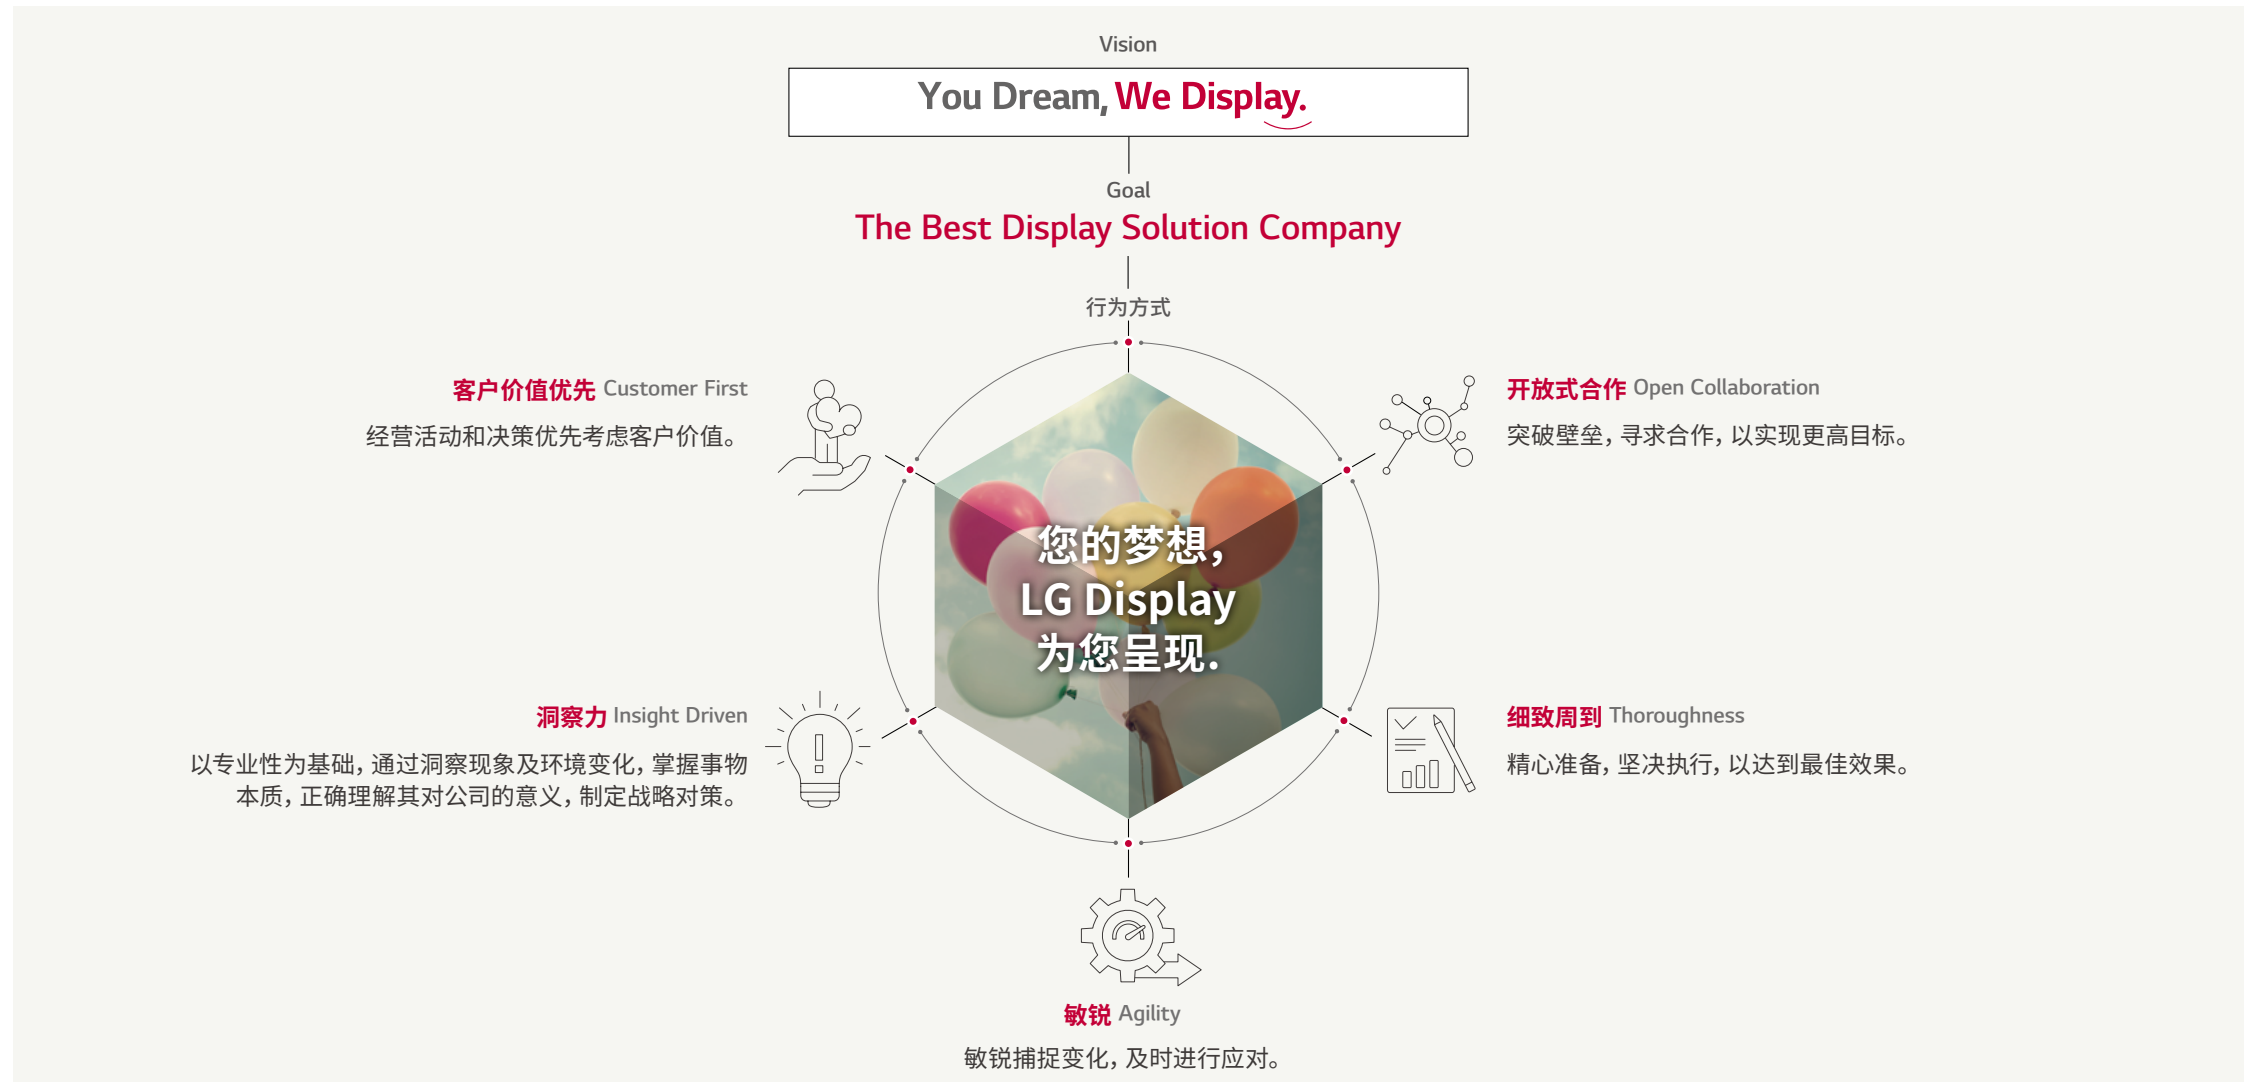 Vision
You Dream, We Display.
Goal
The Best Display Solution Company
行为方式
客户价值优先 Customer First
经营活动和决策优先考虑客户价值。
开放式合作 Open Collaboration
突破壁垒, 寻求合作, 以实现更高目标。
您的梦想,
LG Display
为您呈现.
洞察力 Insight Driven
以专业性为基础, 通过洞察现象及环境变化, 掌握事物
本质, 正确理解其对公司的意义, 制定战略对策。
细致周到 Thoroughness
精心准备, 坚决执行, 以达到最佳效果。
敏锐 Agility
敏锐捕捉变化, 及时进行应对。